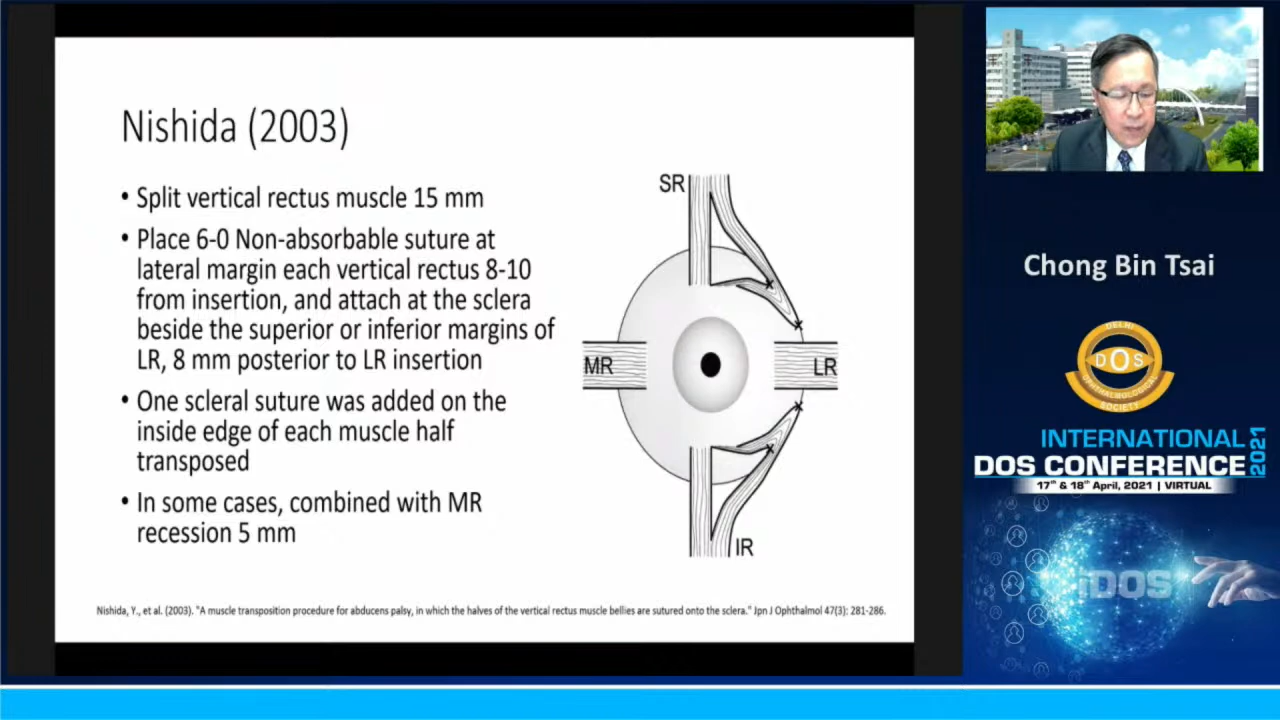 Nishida (2003)
• Split vertical rectus muscle 15 mm
• Place 6-0 Non-absorbable suture at
lateral margin each vertical rectus 8-10
from insertion, and attach at the sclera
beside the superior or inferior margins of
LR, 8 mm posterior to LR insertion
• One scleral suture was added on the
inside edge of each muscle half
transposed
• In some cases, combined with MR
recession 5 mm
SR
MR
LR
IR
Nishida, Y., et al. (2003). "A muscle transposition procedure for abducens palsy, in which the halves of the vertical rectus muscle bellies are sutured onto the sclera." Jpn J Ophthalmol 47(3): 281-286.
Chong Bin Tsai
DELHI
DOS
OPHTHALMOLOGICAL
SOCIETY
INTERNATIONAL
DOS CONFERENCE
2021
17th & 18th April, 2021 | VIRTUAL
iDOS